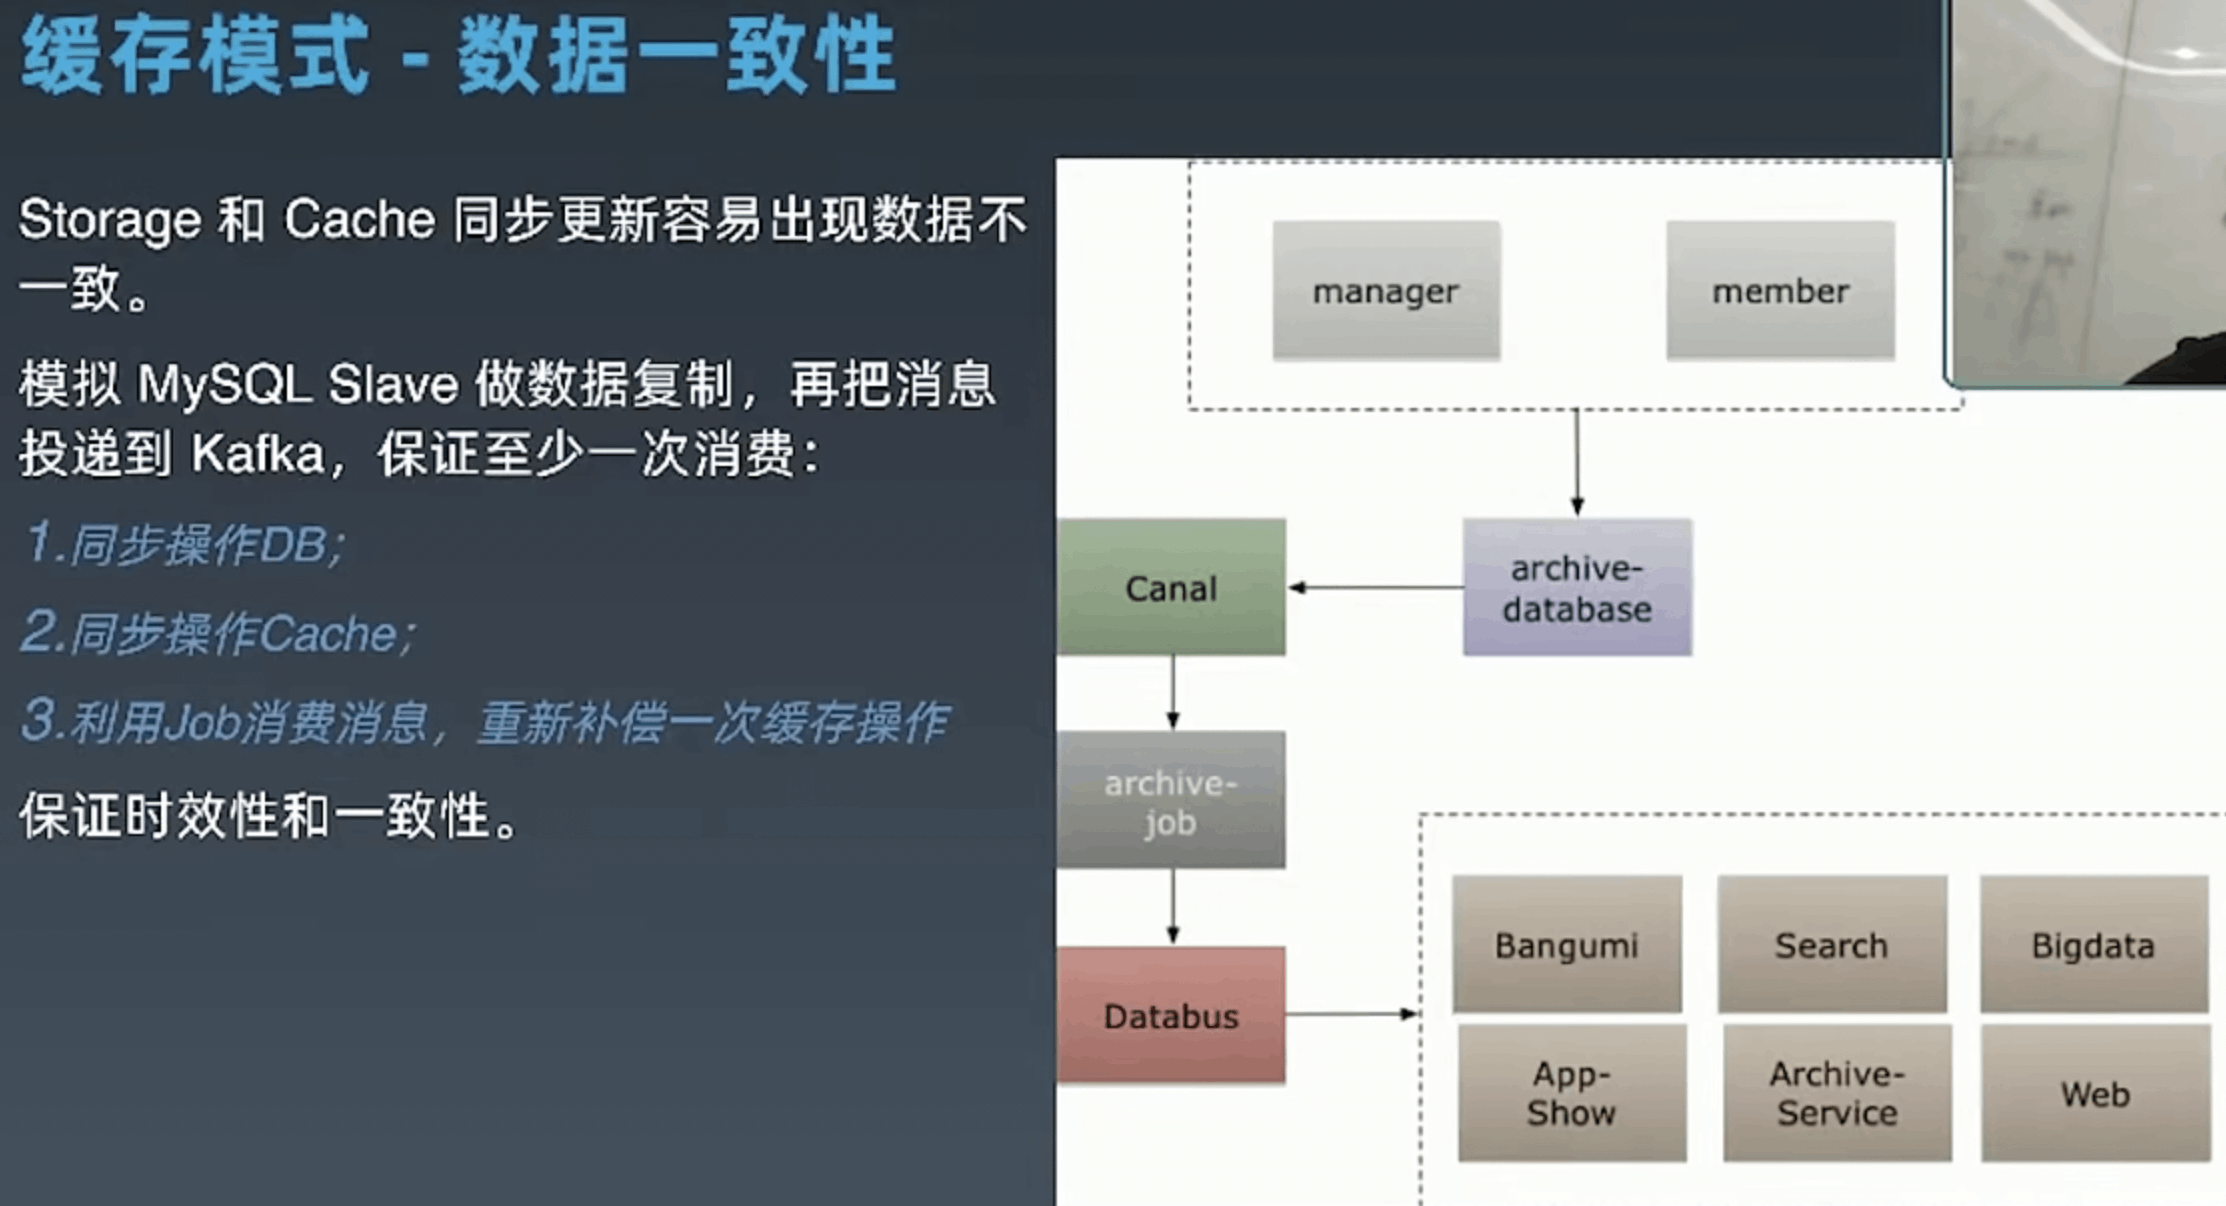 缓存模式 - 数据一致性
Storage 和 Cache 同步更新容易出现数据不
一致。
模拟 MySQL Slave 做数据复制，再把消息
投递到 Kafka，保证至少一次消费：
1.同步操作DB;
2.同步操作Cache;
3.利用Job消费消息，重新补偿一次缓存操作
保证时效性和一致性。
manager
member
Canal
archive-
database
archive-
job
Databus
Bangumi
Search
Bigdata
App-
Show
Archive-
Service
Web